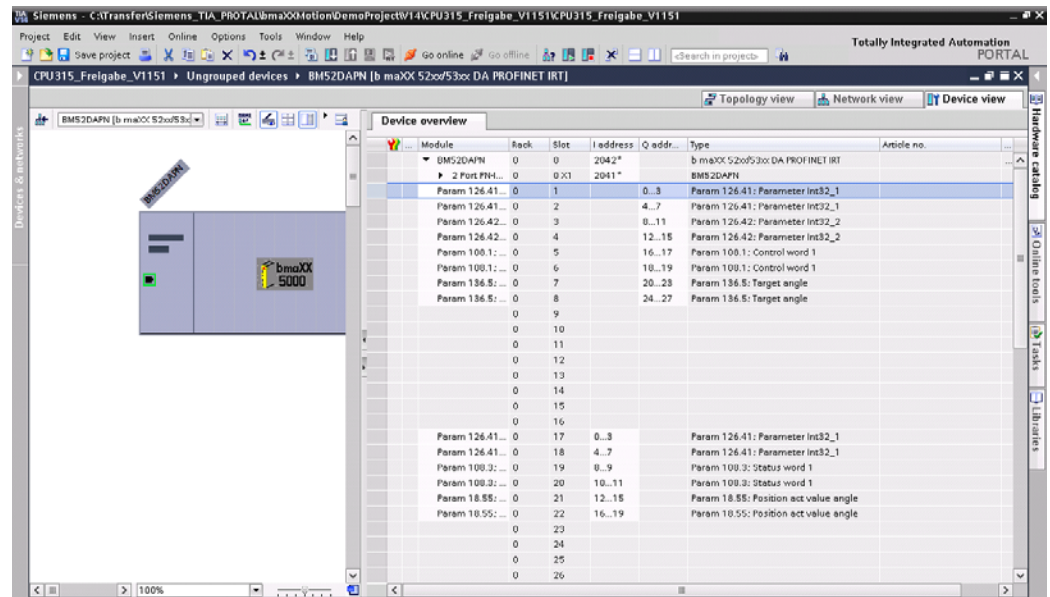 Siemens - C:\Transfer\Siemens_TIA_PROTAL\bmaXXMotion\DemoProject\V14\CPU315_Freigabe_V1151\CPU315_Freigabe_V1151
Project Edit View Insert Online Options Tools Window Help
Totally Integrated Automation
PORTAL
Save project Go online Go offline <Search in project>
CPU315_Freigabe_V1151 ▸ Ungrouped devices ▸ BM52DAPN [b maXX 52xx/53xx DA PROFINET IRT]
Topology view Network view Device view
BM52DAPN [b maXX 52xx/53x
Device overview
... Module Rack Slot I address Q addr... Type Article no. ...
BM52DAPN 0 0 2042* b maXX 52xx/53xx DA PROFINET IRT
2 Port PN-I... 0 0 X1 2041* BM52DAPN
Param 126.41... 0 1 0...3 Param 126.41: Parameter Int32_1
Param 126.41... 0 2 4...7 Param 126.41: Parameter Int32_1
Param 126.42... 0 3 8...11 Param 126.42: Parameter Int32_2
Param 126.42... 0 4 12...15 Param 126.42: Parameter Int32_2
Param 108.1: ... 0 5 16...17 Param 108.1: Control word 1
Param 108.1: ... 0 6 18...19 Param 108.1: Control word 1
Param 136.5: ... 0 7 20...23 Param 136.5: Target angle
Param 136.5: ... 0 8 24...27 Param 136.5: Target angle
0 9
0 10
0 11
0 12
0 13
0 14
0 15
0 16
Param 126.41... 0 17 0...3 Param 126.41: Parameter Int32_1
Param 126.41... 0 18 4...7 Param 126.41: Parameter Int32_1
Param 108.3: ... 0 19 8...9 Param 108.3: Status word 1
Param 108.3: ... 0 20 10...11 Param 108.3: Status word 1
Param 18.55: ... 0 21 12...15 Param 18.55: Position act value angle
Param 18.55: ... 0 22 16...19 Param 18.55: Position act value angle
0 23
0 24
0 25
0 26
BM52DAPN
bmaXX
5000
100%
Devices & networks
Hardware catalog
Online tools
Tasks
Libraries